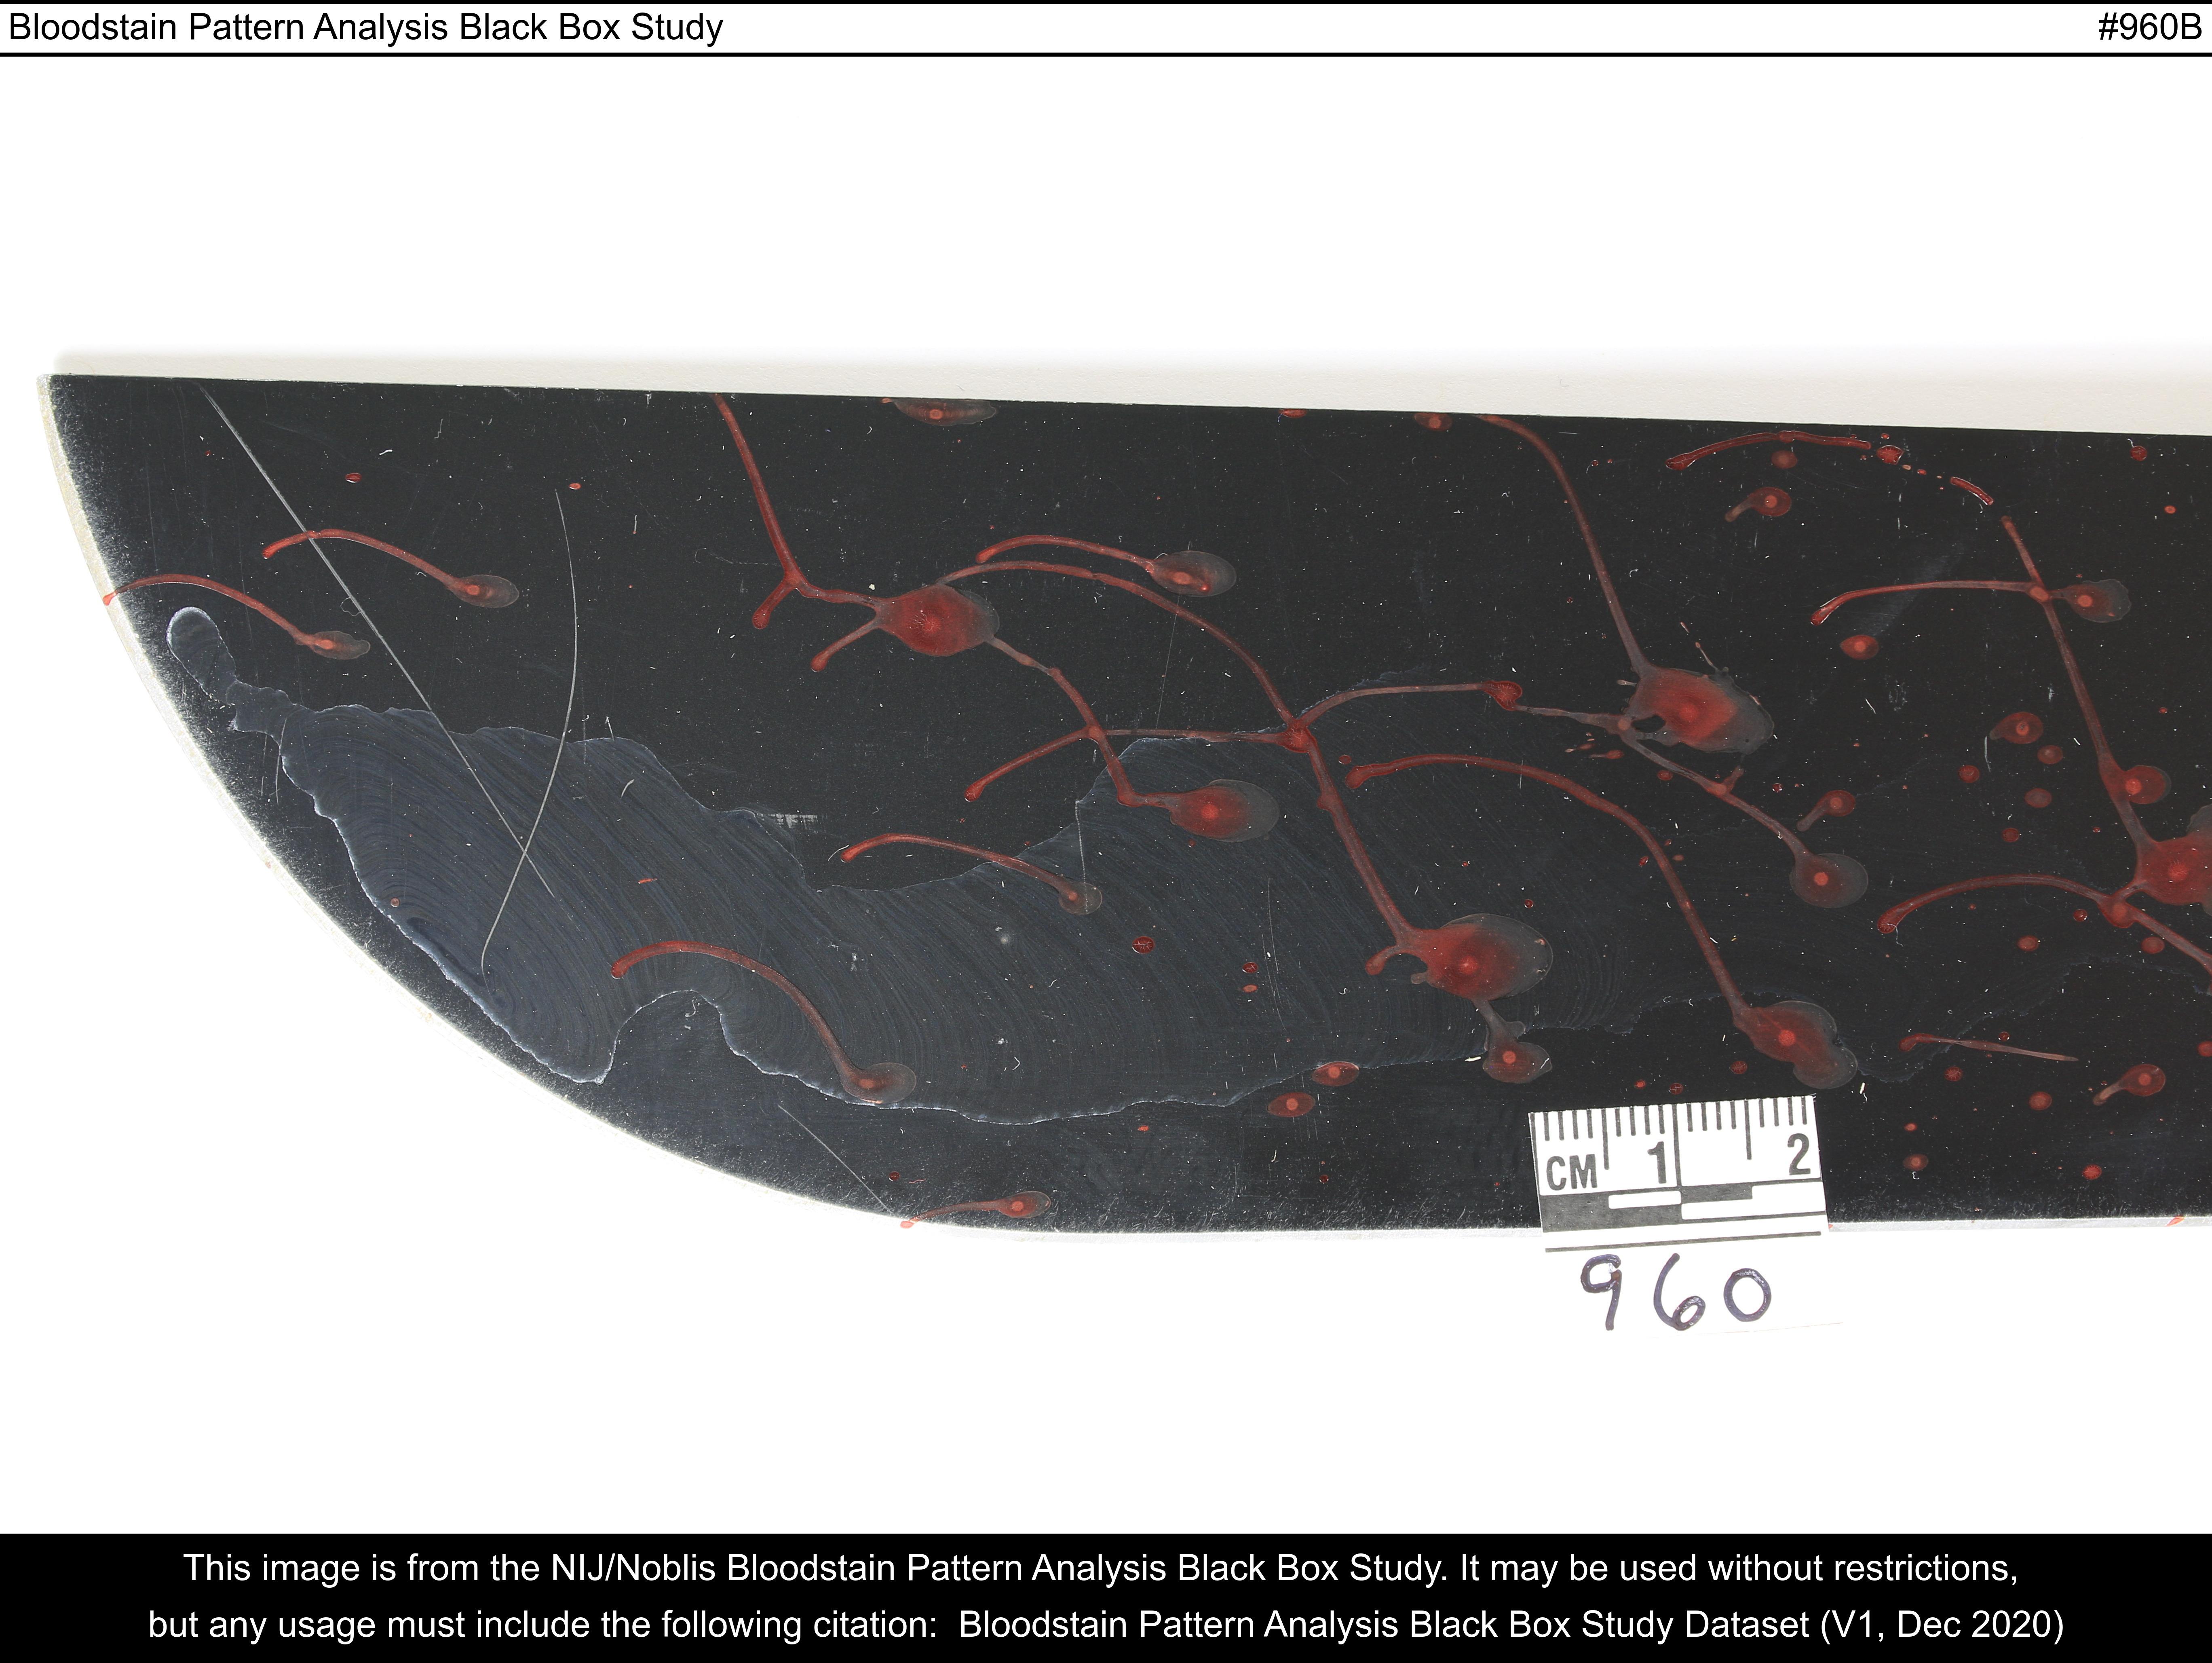 Bloodstain Pattern Analysis Black Box Study #960B
CM 1 2
960
This image is from the NIJ/Noblis Bloodstain Pattern Analysis Black Box Study. It may be used without restrictions,
but any usage must include the following citation:  Bloodstain Pattern Analysis Black Box Study Dataset (V1, Dec 2020)